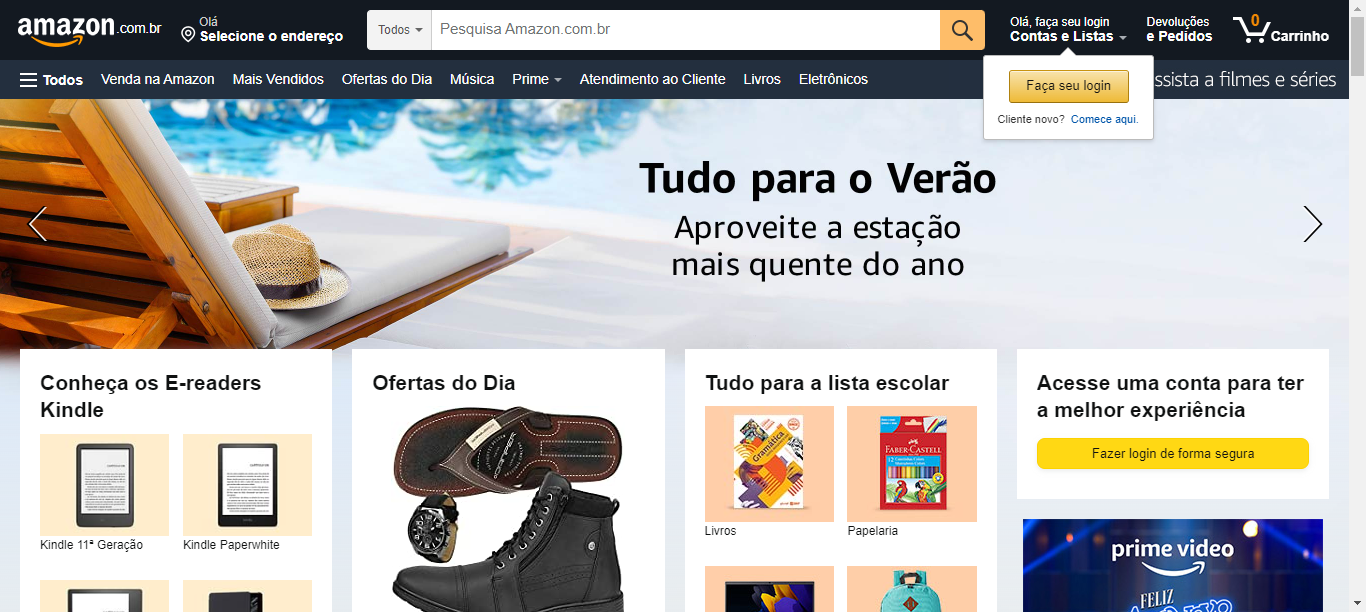 amazon.com.br
Olá
Selecione o endereço
Todos
Pesquisa Amazon.com.br
Olá, faça seu login
Contas e Listas
Devoluções
e Pedidos
0
Carrinho
Todos
Venda na Amazon
Mais Vendidos
Ofertas do Dia
Música
Prime
Atendimento ao Cliente
Livros
Eletrônicos
ssista a filmes e séries
Faça seu login
Cliente novo? Comece aqui.
Tudo para o Verão
Aproveite a estação
mais quente do ano
Conheça os E-readers
Kindle
Kindle 11ª Geração
Kindle Paperwhite
Ofertas do Dia
Tudo para a lista escolar
Gramática
Livros
FABER-CASTELL
Papelaria
Acesse uma conta para ter
a melhor experiência
Fazer login de forma segura
prime video
FELIZ